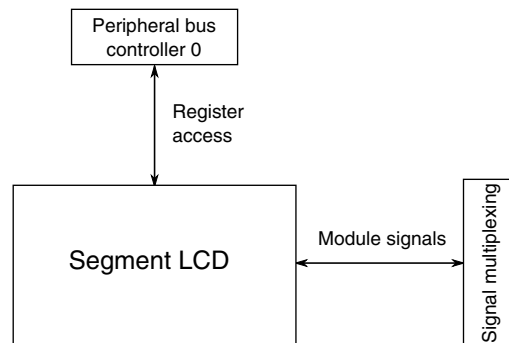 Peripheral bus
controller 0
Register
access
Segment LCD
Module signals
Signal multiplexing